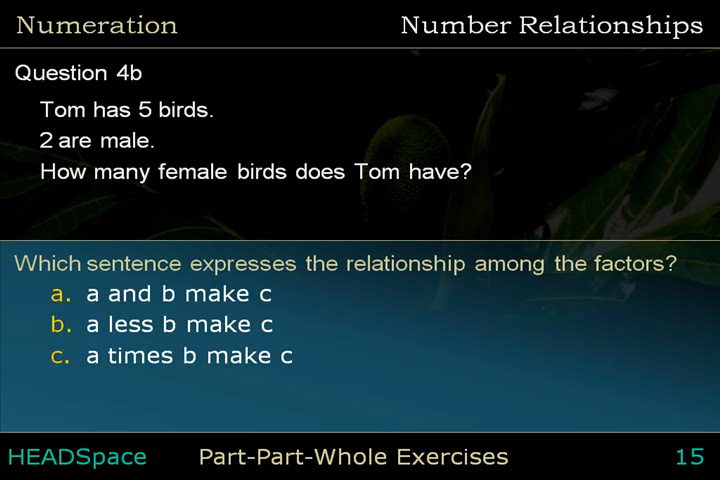 Numeration Number Relationships
Question 4b
Tom has 5 birds.
2 are male.
How many female birds does Tom have?
Which sentence expresses the relationship among the factors?
a. a and b make c
b. a less b make c
c. a times b make c
HEADSpace Part-Part-Whole Exercises 15